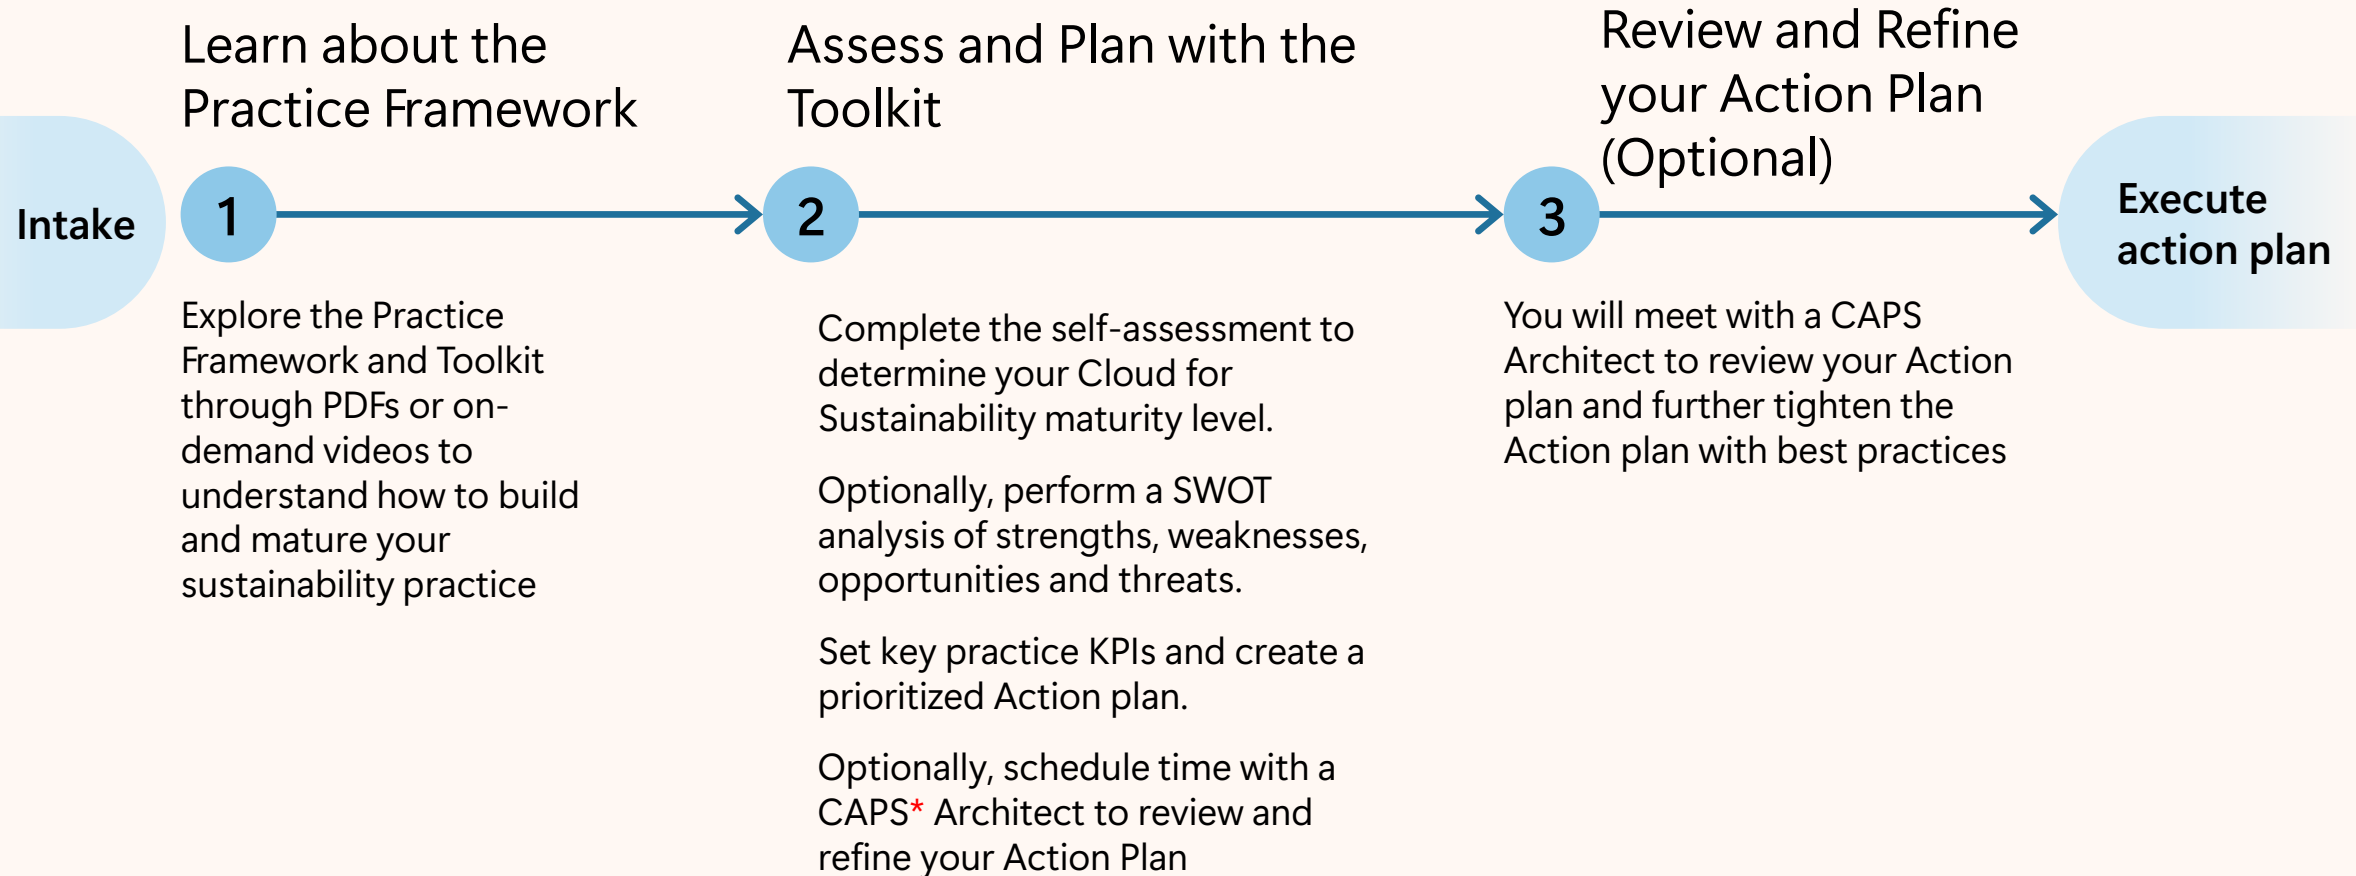 Intake
Learn about the
Practice Framework
1
Explore the Practice
Framework and Toolkit
through PDFs or on-
demand videos to
understand how to build
and mature your
sustainability practice
Assess and Plan with the
Toolkit
2
Complete the self-assessment to
determine your Cloud for
Sustainability maturity level.
Optionally, perform a SWOT
analysis of strengths, weaknesses,
opportunities and threats.
Set key practice KPIs and create a
prioritized Action plan.
Optionally, schedule time with a
CAPS* Architect to review and
refine your Action Plan
Review and Refine
your Action Plan
(Optional)
3
You will meet with a CAPS
Architect to review your Action
plan and further tighten the
Action plan with best practices
Execute
action plan